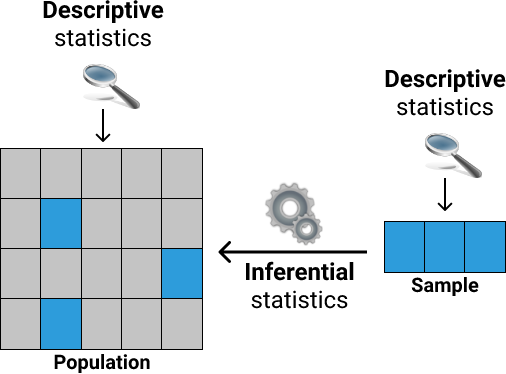 Descriptive
statistics
Descriptive
statistics
Inferential
statistics
Sample
Population